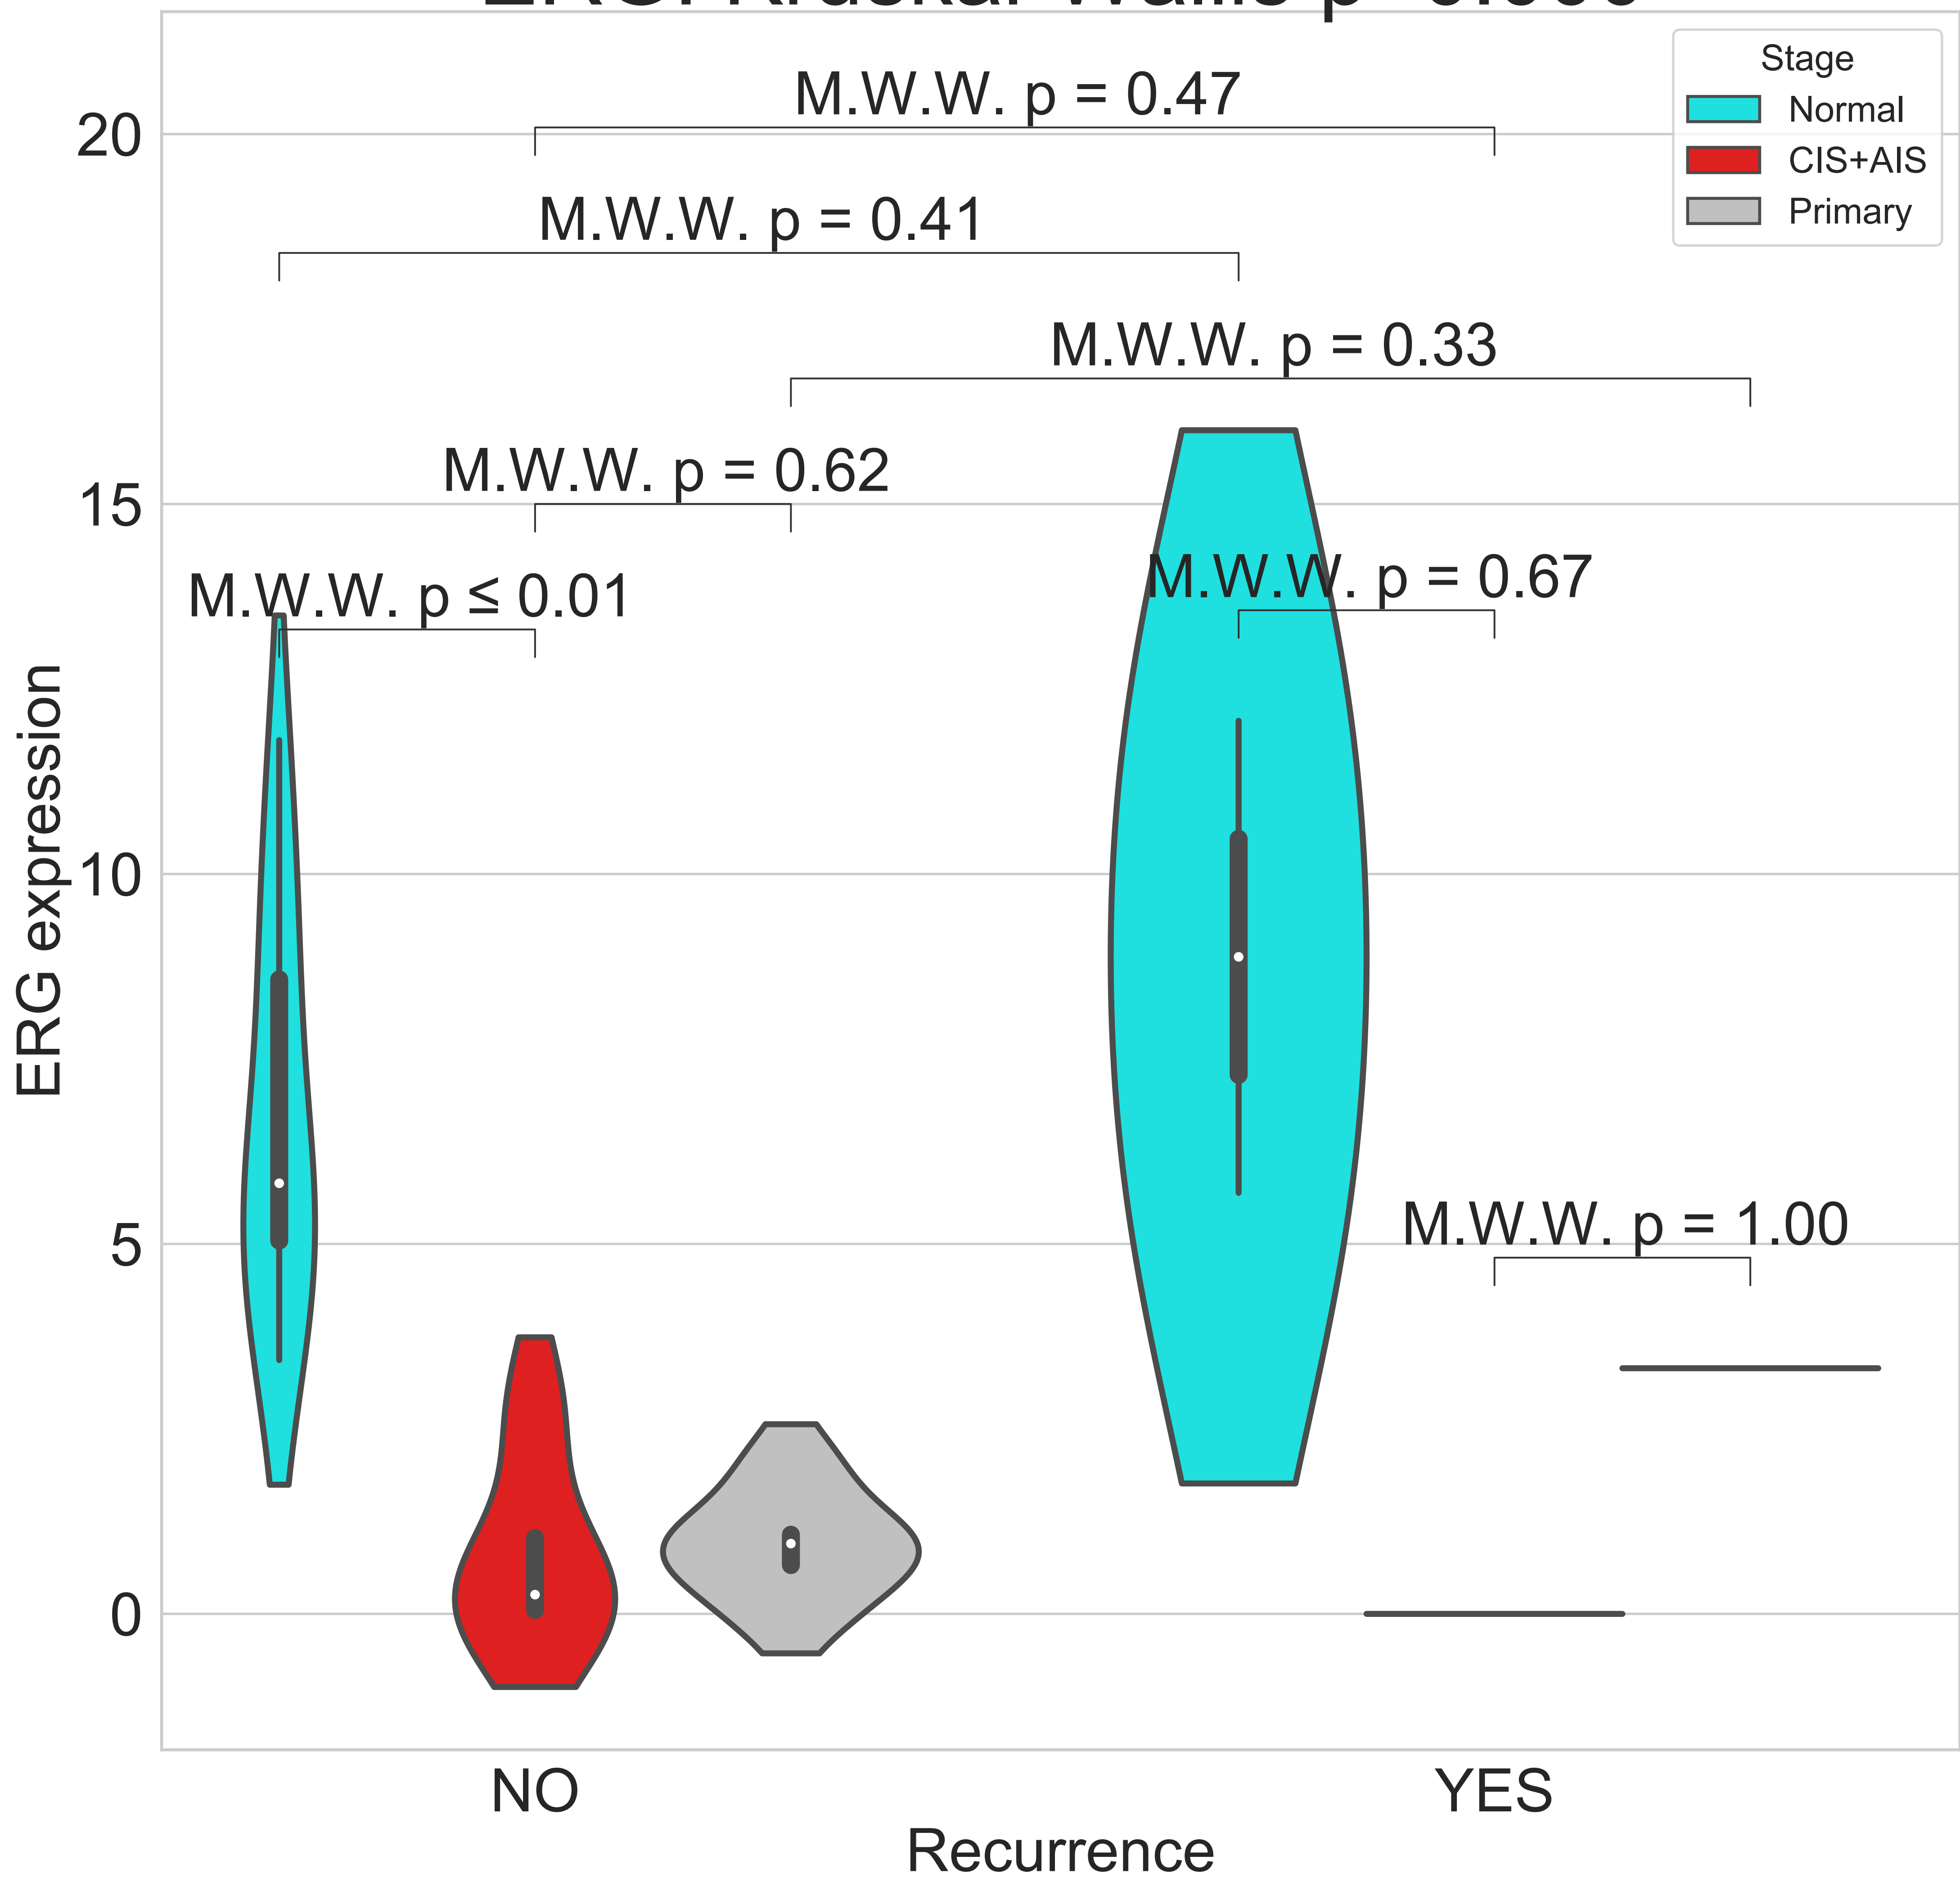 Stage
Normal
CIS+AIS
Primary
M.W.W. p = 0.47
M.W.W. p = 0.41
M.W.W. p = 0.33
M.W.W. p = 0.62
M.W.W. p ≤ 0.01
M.W.W. p = 0.67
M.W.W. p = 1.00
20
15
10
5
0
ERG expression
NO
YES
Recurrence